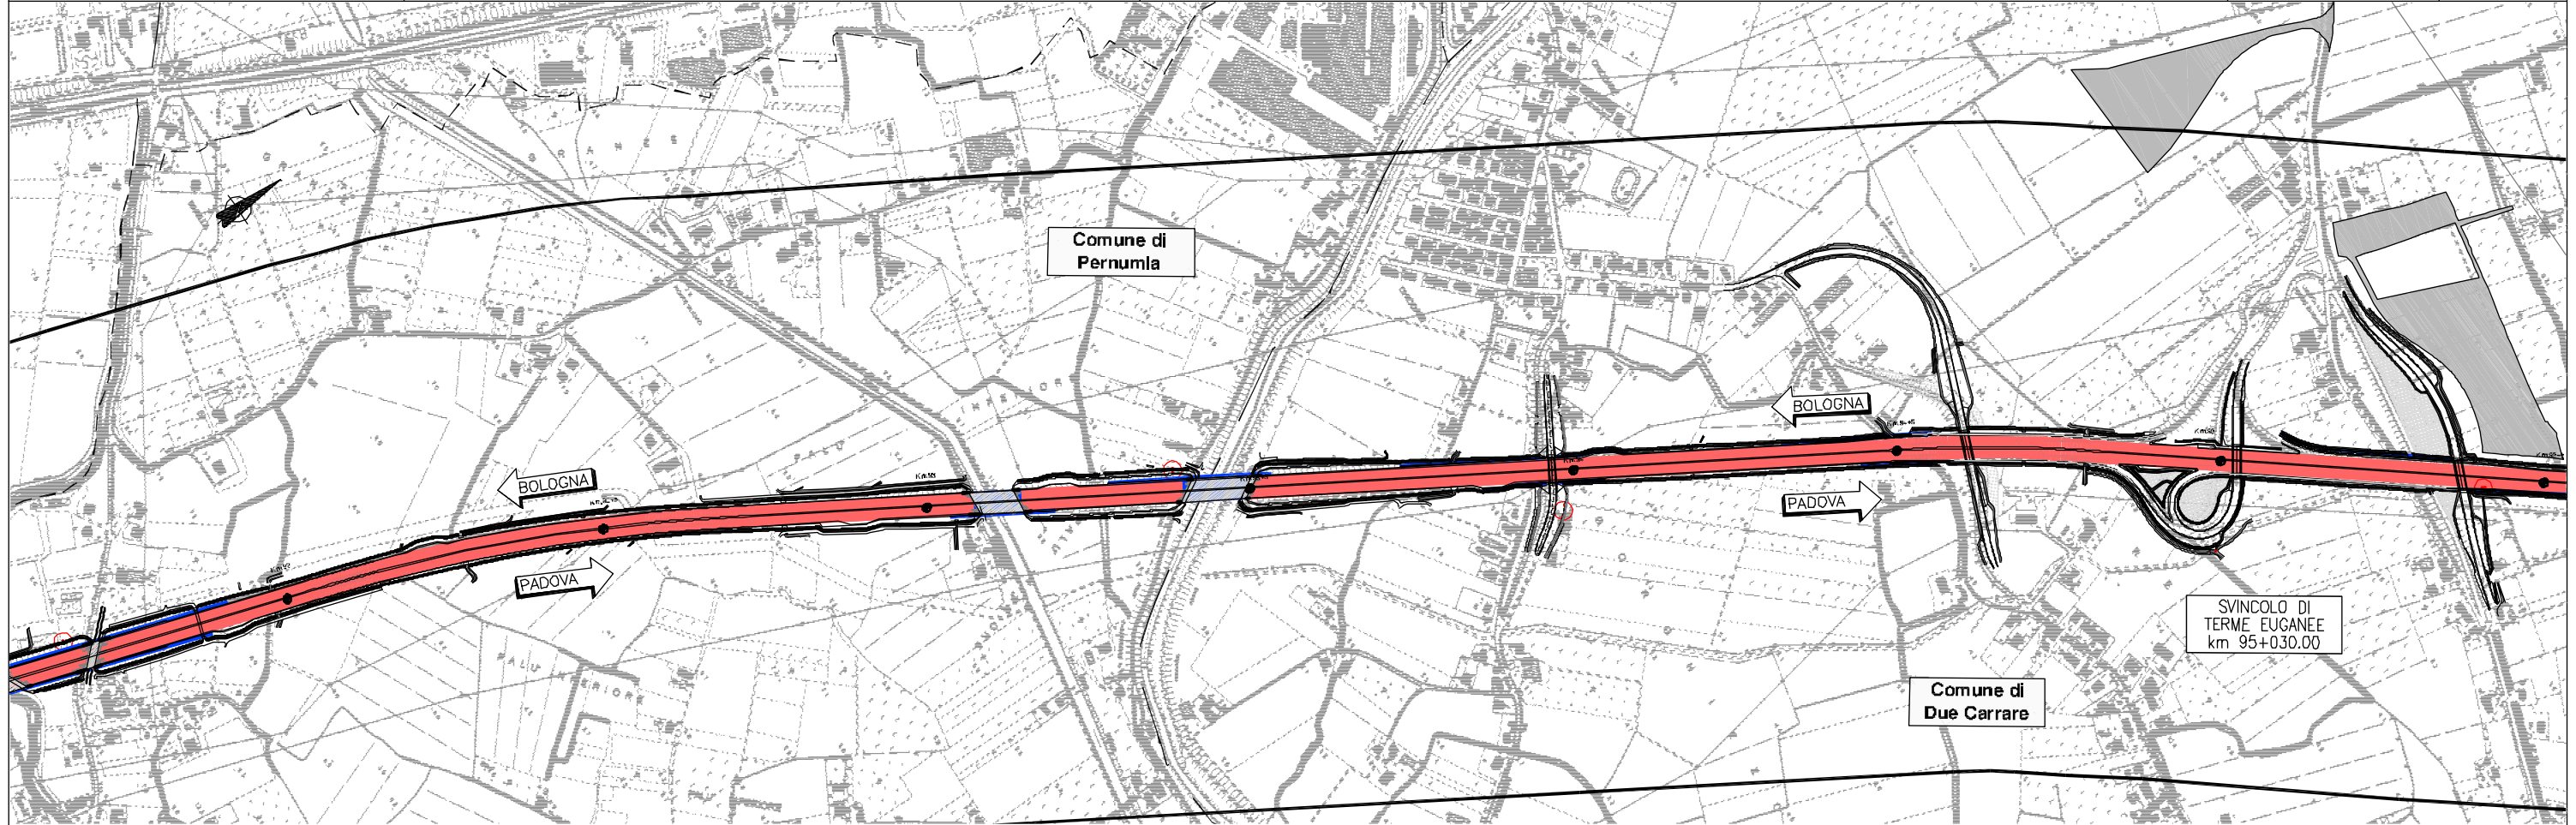 Comune di
Pernumia
BOLOGNA
BOLOGNA
PADOVA
PADOVA
SVINCOLO DI
TERME EUGANEE
km 95+030.00
Comune di
Due Carrare